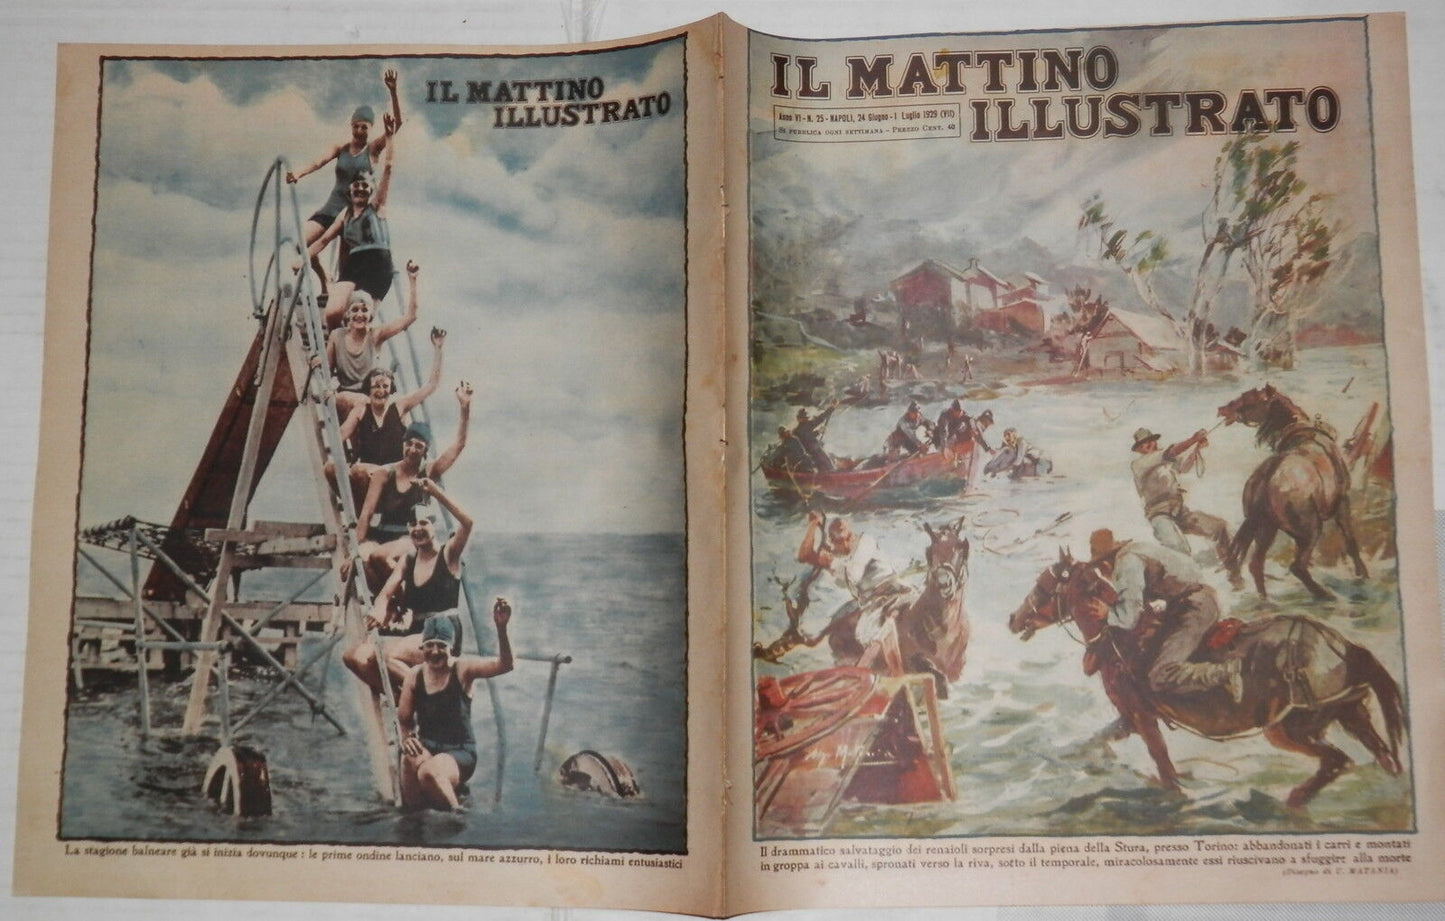 IL MATTINO
ILLUSTRATO
La stagione balneare già si inizia dovunque : le prime ondine lanciano, sul mare azzurro, i loro richiami entusiastici
IL MATTINO
ILLUSTRATO
Anno VI - N. 25 - NAPOLI, 24 Giugno - 1 Luglio 1929 (VII)
SI PUBBLICA OGNI SETTIMANA - PREZZO CENT. 40
Il drammatico salvataggio dei renaioli sorpresi dalla piena della Stura, presso Torino: abbandonati i carri e montati
in groppa ai cavalli, spronati verso la riva, sotto il temporale, miracolosamente essi riuscivano a sfuggire alla morte
(Disegno di U. MATANIA)